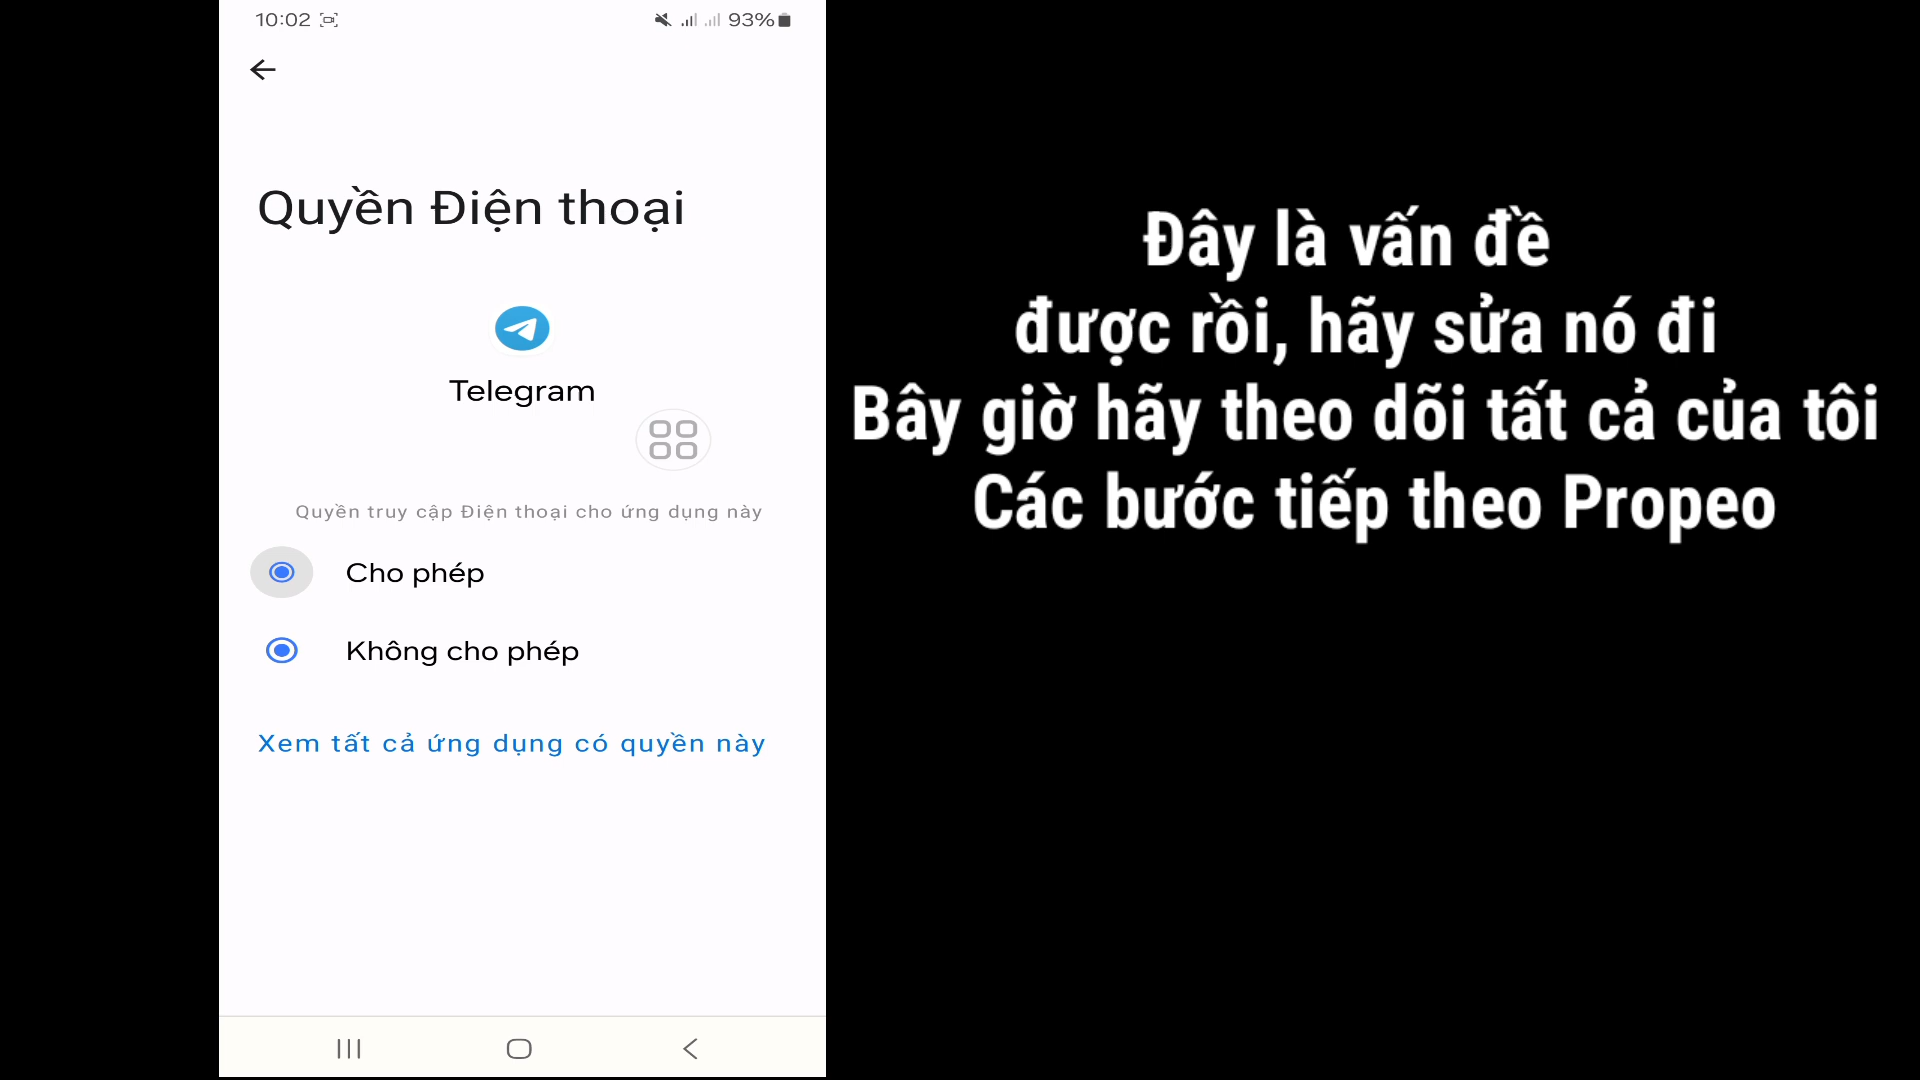 10:02
93%
Quyền Điện thoại
Telegram
Quyền truy cập Điện thoại cho ứng dụng này
Cho phép
Không cho phép
Xem tất cả ứng dụng có quyền này
Đây là vấn đề
được rồi, hãy sửa nó đi
Bây giờ hãy theo dõi tất cả của tôi
Các bước tiếp theo Propeo